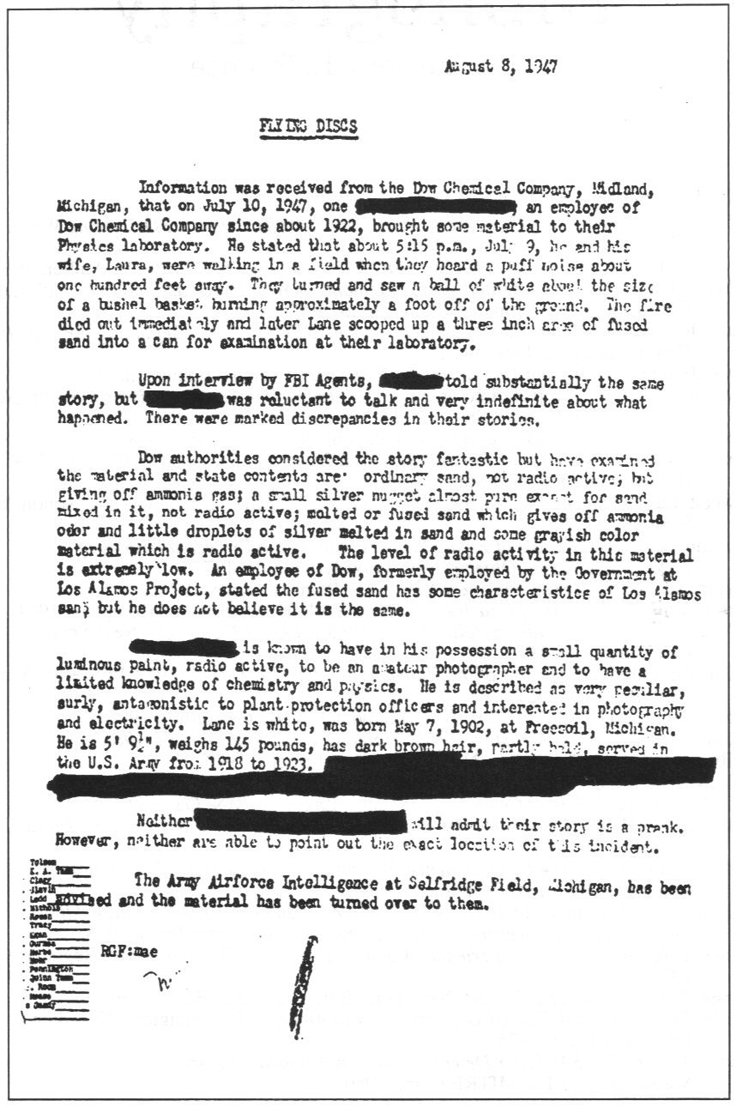 August 8, 1947
FLYING DISCS
Information was received from the Dow Chemical Company, Midland,
Michigan, that on July 10, 1947, one an employee of
Dow Chemical Company since about 1922, brought some material to their
Physics laboratory. He stated that about 5:15 p.m., July 9, he and his
wife, Laura, were walking in a field when they heard a puff noise about
one hundred feet away. They turned and saw a ball of white about the size
of a bushel basket burning approximately a foot off of the ground. The fire
died out immediately and later Lane scooped up a three inch area of fused
sand into a can for examination at their laboratory.
Upon interview by FBI Agents, told substantially the same
story, but was reluctant to talk and very indefinite about what
happened. There were marked discrepancies in their stories.
Dow authorities considered the story fantastic but have examined
the material and state contents are: ordinary sand, not radio active; but
giving off ammonia gas; a small silver nugget almost pure except for sand
mixed in it, not radio active; molted or fused sand which gives off ammonia
odor and little droplets of silver melted in sand and some grayish color
material which is radio active. The level of radio activity in this material
is extremely low. An employee of Dow, formerly employed by the Government at
Los Alamos Project, stated the fused sand has some characteristics of Los Alamos
sand; but he does not believe it is the same.
is known to have in his possession a small quantity of
luminous paint, radio active, to be an amateur photographer and to have a
limited knowledge of chemistry and physics. He is described as very peculiar,
surly, antagonistic to plant protection officers and interested in photography
and electricity. Lane is white, was born May 7, 1902, at Freesoil, Michigan.
He is 5' 9½", weighs 145 pounds, has dark brown hair, partly bald, served in
the U.S. Army from 1918 to 1923.
Neither will admit their story is a prank.
However, neither are able to point out the exact location of this incident.
The Army Airforce Intelligence at Selfridge Field, Michigan, has been
advised and the material has been turned over to them.
Tolson
E. A. Tamm
Clegg
Glavin
Ladd
Nichols
Rosen
Tracy
Egan
Gurnea
Harbo
Mohr
Pennington
Quinn Tamm
Room
Nease
Gandy
RGF:mae